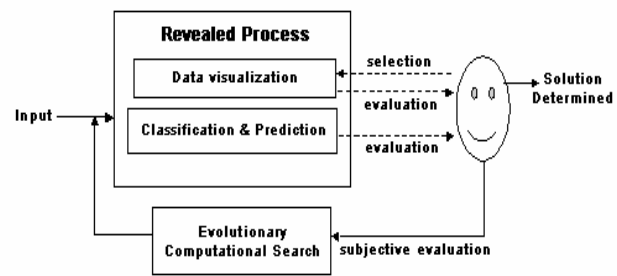 Revealed Process
Data visualization
selection
evaluation
Solution
Determined
Input
Classification & Prediction
evaluation
Evolutionary
Computational Search
subjective evaluation